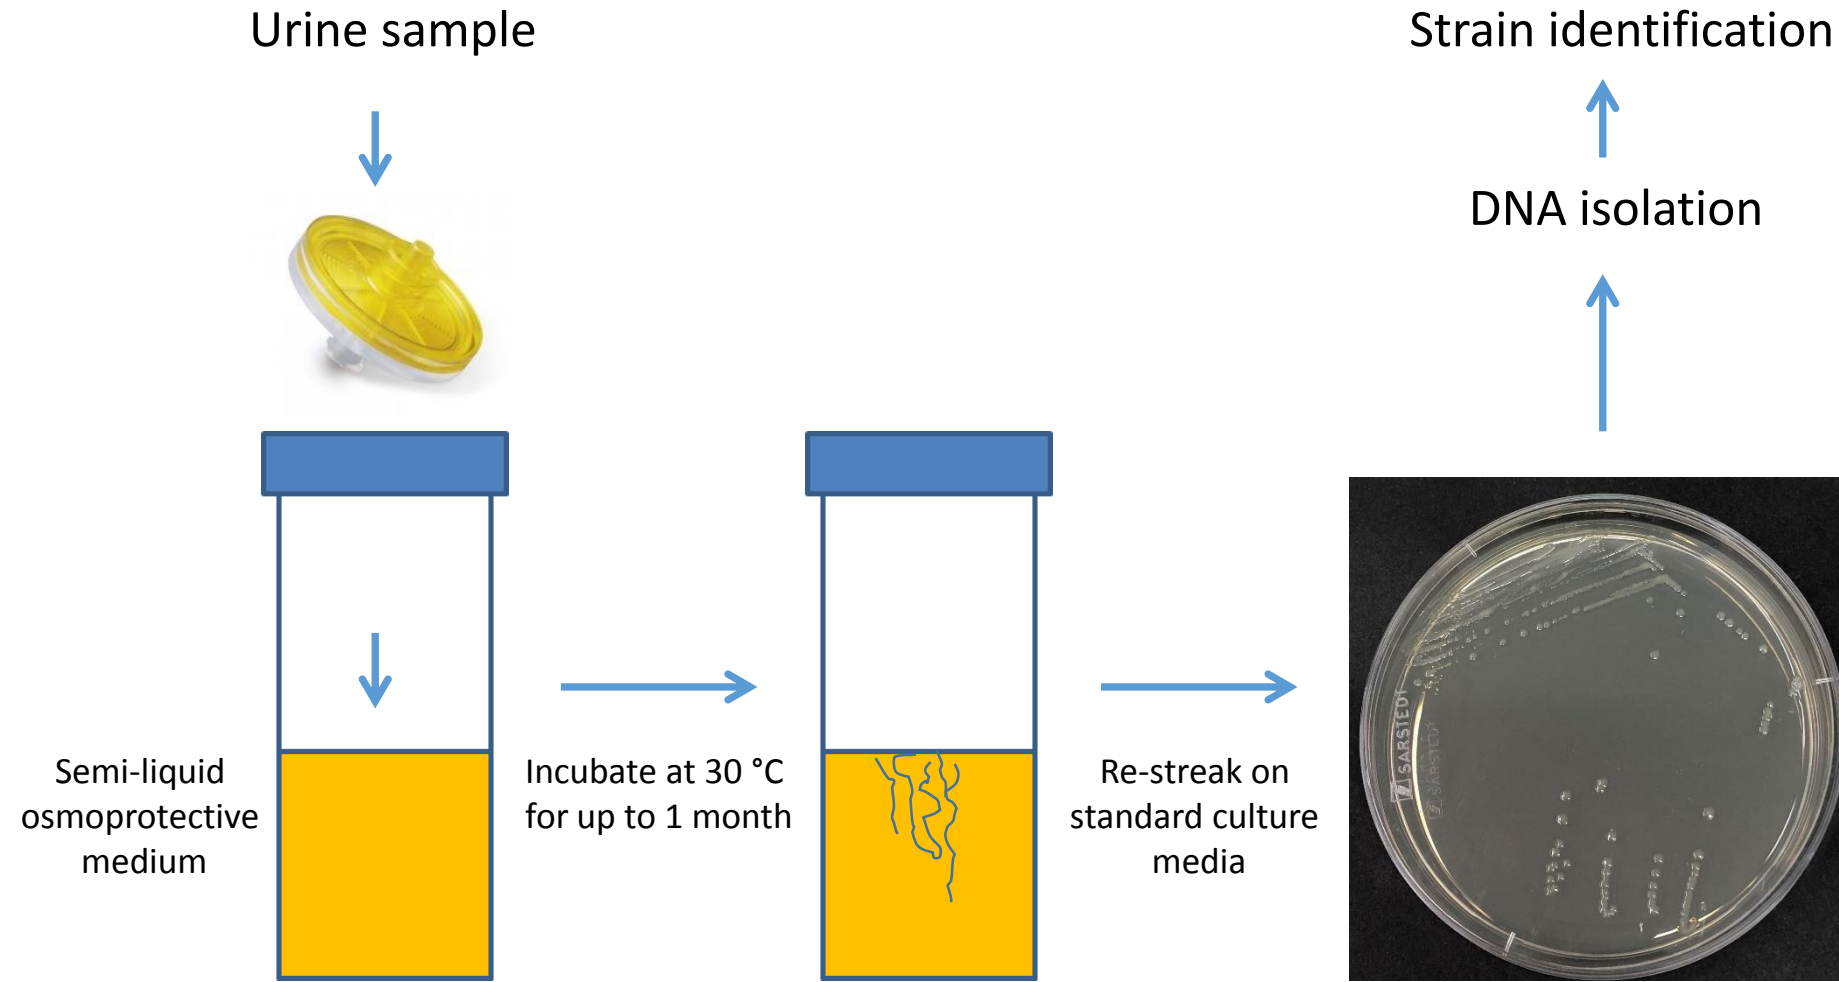 Urine sample
Semi-liquid
osmoprotective
medium
Incubate at 30 °C
for up to 1 month
Re-streak on
standard culture
media
SARSTEDT
SARSTEDT
DNA isolation
Strain identification